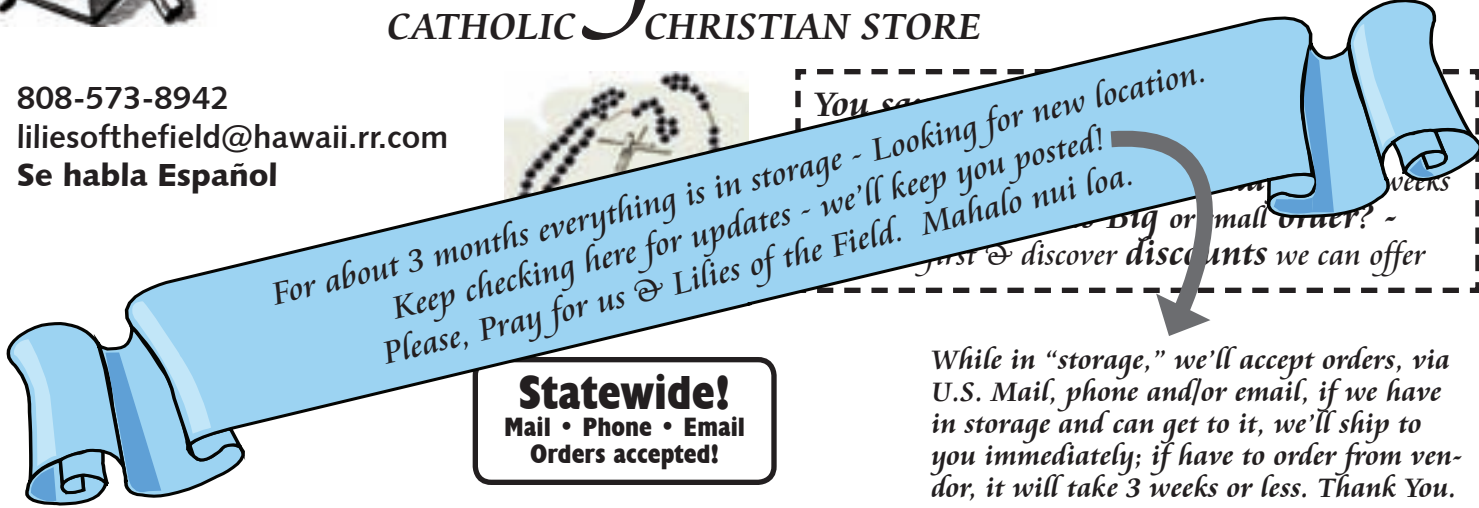 CATHOLIC CHRISTIAN STORE
808-573-8942
liliesofthefield@hawaii.rr.com
Se habla Español
You
weeks
Big or small order? -
first & discover discounts we can offer
For about 3 months everything is in storage - Looking for new location.
Keep checking here for updates - we'll keep you posted!
Please, Pray for us & Lilies of the Field. Mahalo nui loa.
Statewide!
Mail • Phone • Email
Orders accepted!
While in “storage,” we'll accept orders, via
U.S. Mail, phone and/or email, if we have
in storage and can get to it, we'll ship to
you immediately; if have to order from ven-
dor, it will take 3 weeks or less. Thank You.